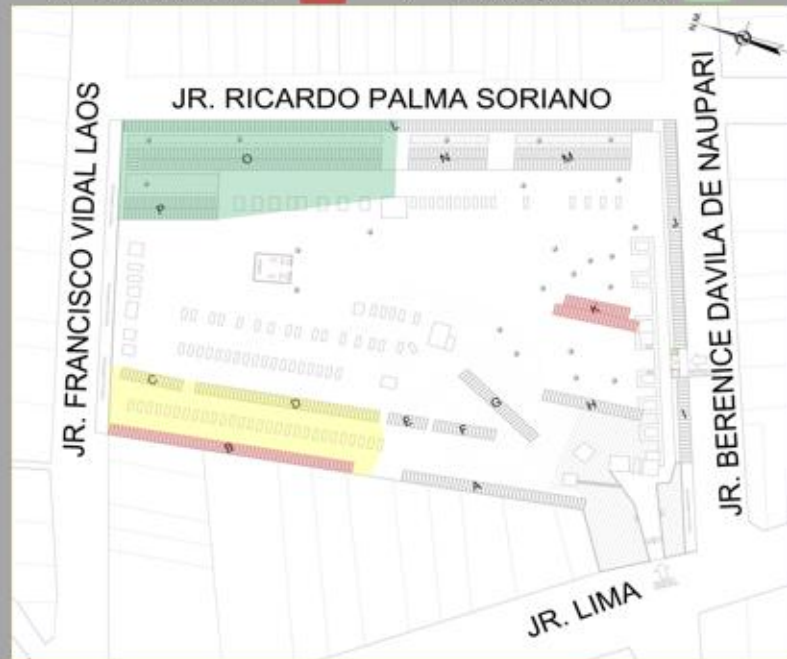 N.M.
JR. RICARDO PALMA SORIANO
JR. FRANCISCO VIDAL LAOS
JR. BERENICE DAVILA DE NAUPARI
L
O
N
M
P
J
K
C
D
E
F
G
H
I
B
A
JR. LIMA